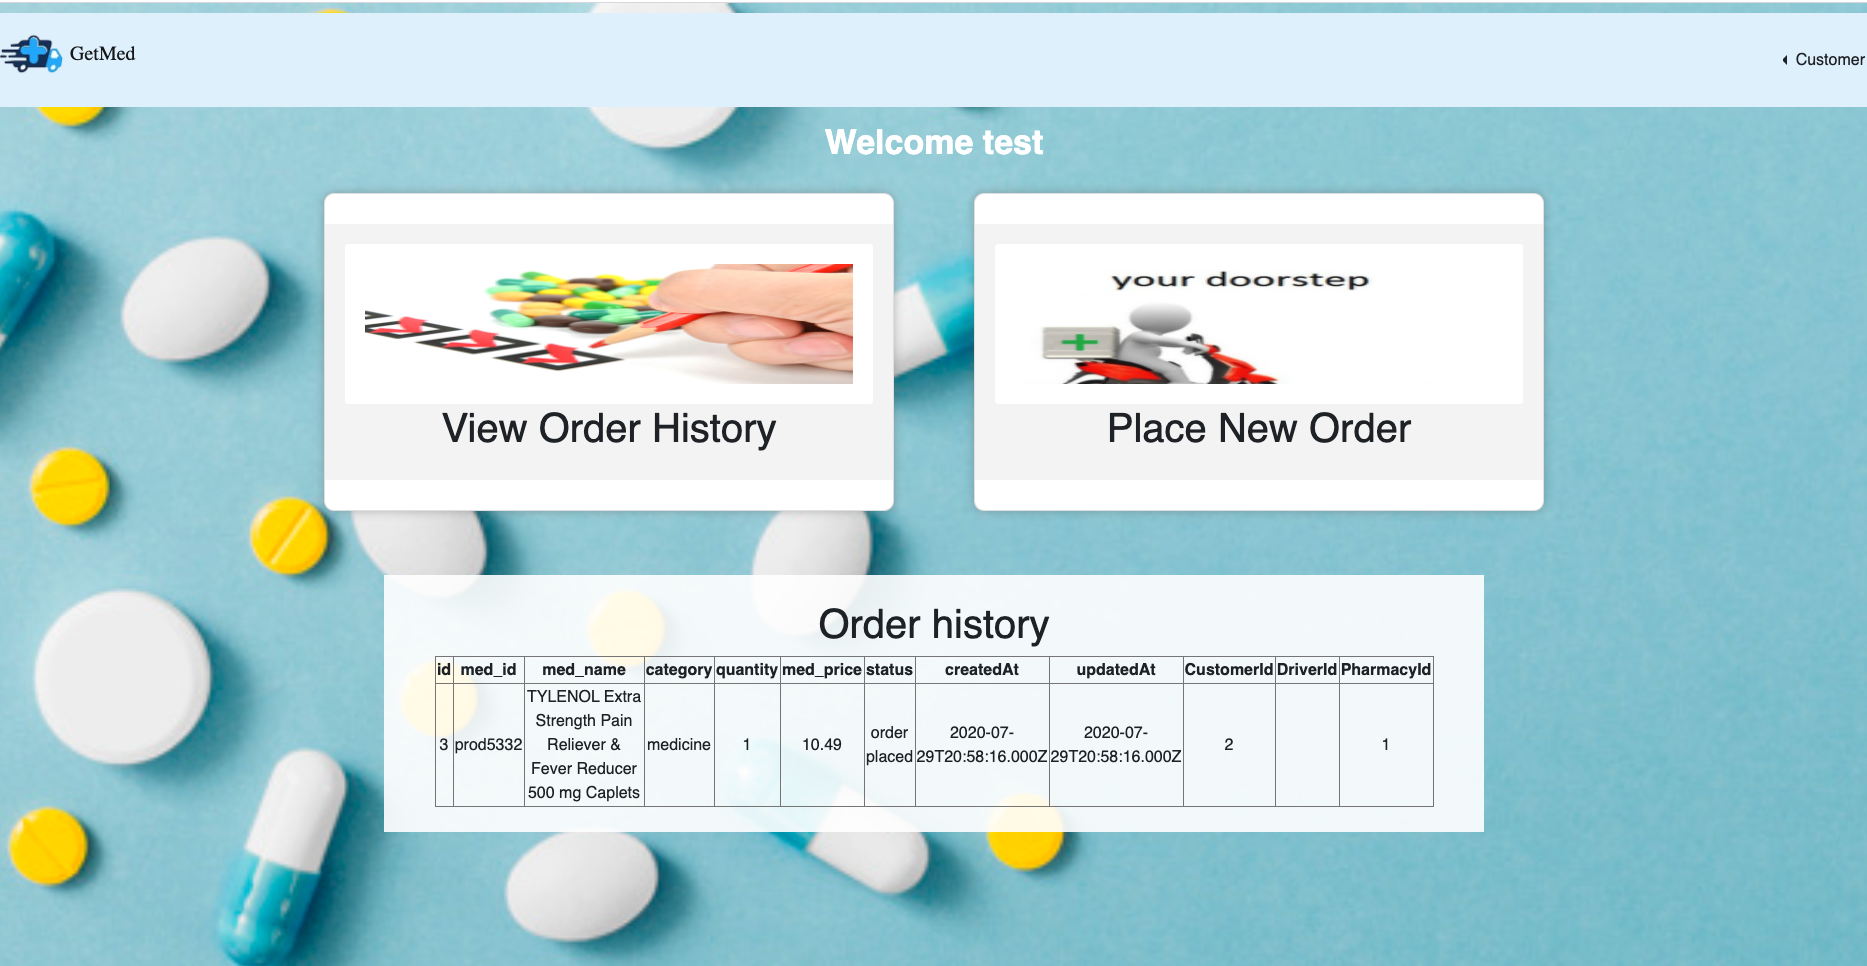 GetMed
Customer
Welcome test
your doorstep
View Order History
Place New Order
Order history
id med_id med_name category quantity med_price status createdAt updatedAt CustomerId DriverId PharmacyId
3 prod5332 TYLENOL Extra Strength Pain Reliever & Fever Reducer 500 mg Caplets medicine 1 10.49 order placed 2020-07-29T20:58:16.000Z 2020-07-29T20:58:16.000Z 2 1